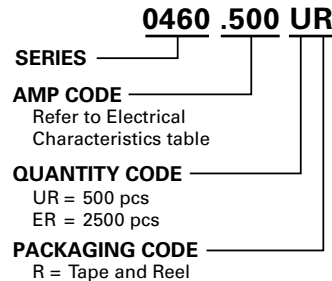 0460 .500 UR
SERIES
AMP CODE
Refer to Electrical
Characteristics table
QUANTITY CODE
UR = 500 pcs
ER = 2500 pcs
PACKAGING CODE
R = Tape and Reel